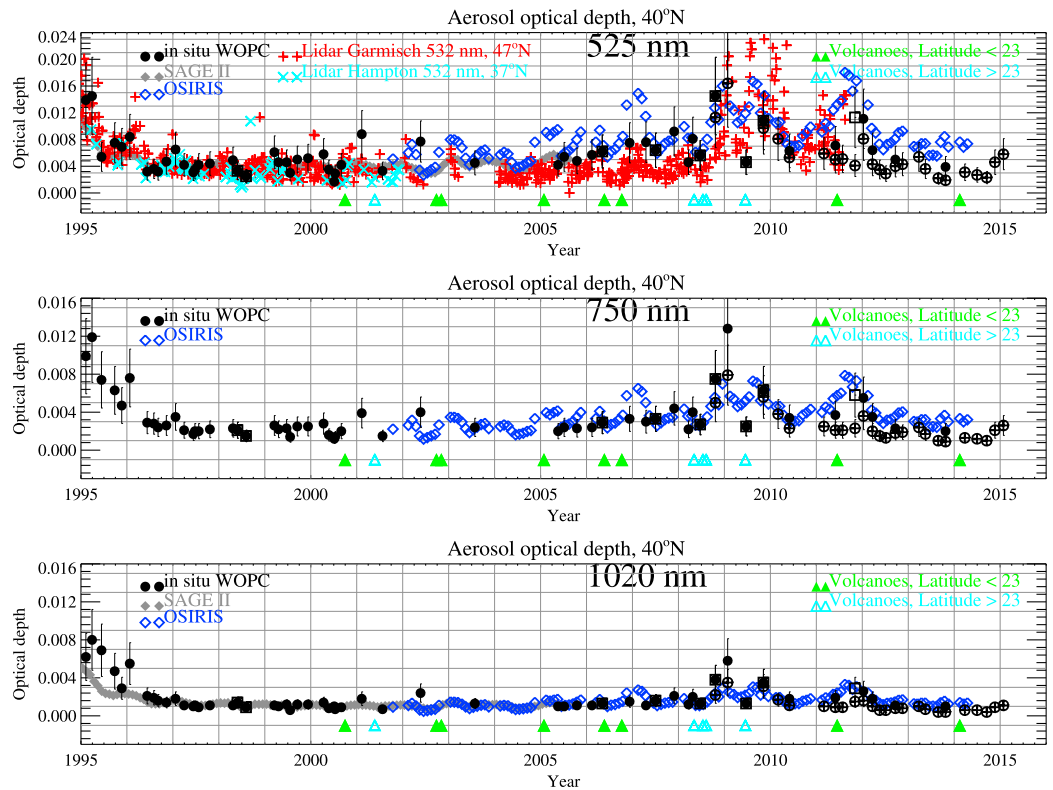 Aerosol optical depth, 40°N
525 nm
in situ WOPC
SAGE II
OSIRIS
Lidar Garmisch 532 nm, 47°N
Lidar Hampton 532 nm, 37°N
Volcanoes, Latitude < 23
Volcanoes, Latitude > 23
Optical depth
0.024
0.020
0.016
0.012
0.008
0.004
0.000
1995 2000 2005 2010 2015
Year
Aerosol optical depth, 40°N
750 nm
in situ WOPC
OSIRIS
Volcanoes, Latitude < 23
Volcanoes, Latitude > 23
Optical depth
0.016
0.012
0.008
0.004
0.000
1995 2000 2005 2010 2015
Year
Aerosol optical depth, 40°N
1020 nm
in situ WOPC
SAGE II
OSIRIS
Volcanoes, Latitude < 23
Volcanoes, Latitude > 23
Optical depth
0.016
0.012
0.008
0.004
0.000
1995 2000 2005 2010 2015
Year